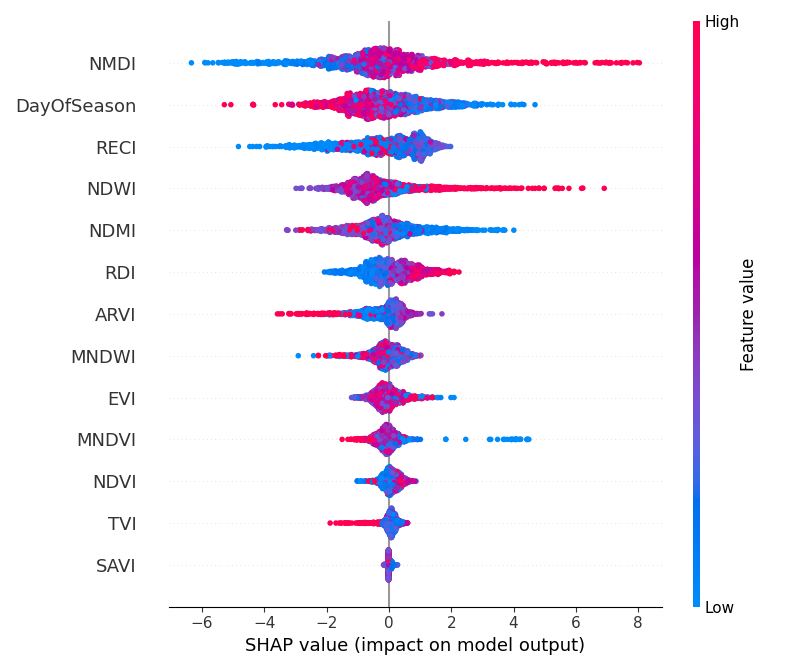 High
NMDI
DayOfSeason
RECI
NDWI
NDMI
RDI
ARVI
MNDWI
EVI
MNDVI
NDVI
TVI
SAVI
Feature value
Low
−6 −4 −2 0 2 4 6 8
SHAP value (impact on model output)